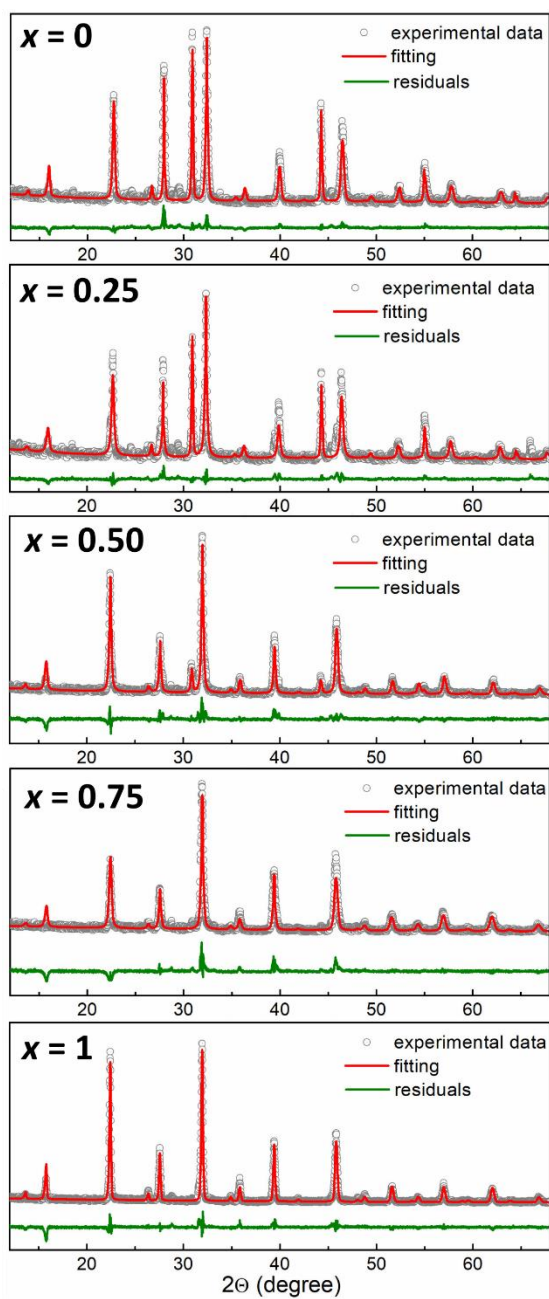 x = 0
experimental data
fitting
residuals
20 30 40 50 60
x = 0.25
experimental data
fitting
residuals
20 30 40 50 60
x = 0.50
experimental data
fitting
residuals
20 30 40 50 60
x = 0.75
experimental data
fitting
residuals
20 30 40 50 60
x = 1
experimental data
fitting
residuals
20 30 40 50 60
2Θ (degree)